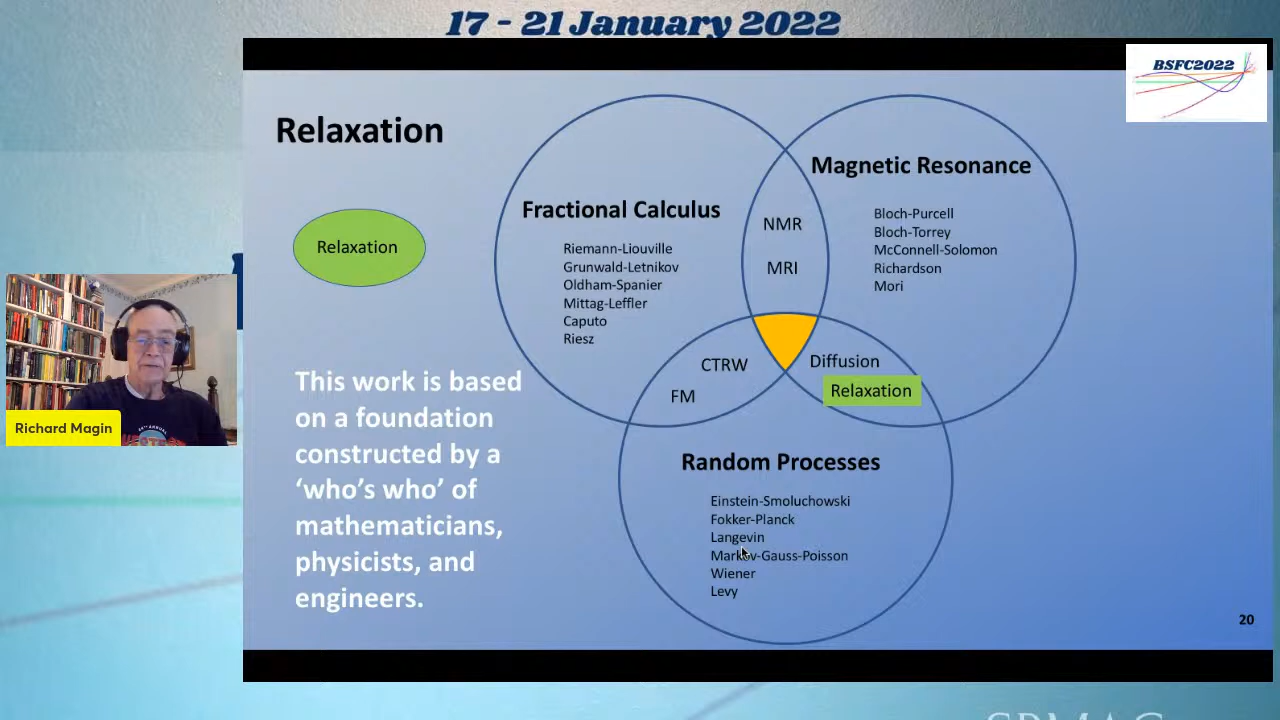 17 - 21 January 2022
BSFC2022
Relaxation
Relaxation
This work is based
on a foundation
constructed by a
‘who’s who’ of
mathematicians,
physicists, and
engineers.
Fractional Calculus
Riemann-Liouville
Grunwald-Letnikov
Oldham-Spanier
Mittag-Leffler
Caputo
Riesz
NMR
MRI
Magnetic Resonance
Bloch-Purcell
Bloch-Torrey
McConnell-Solomon
Richardson
Mori
CTRW
FM
Diffusion
Relaxation
Random Processes
Einstein-Smoluchowski
Fokker-Planck
Langevin
Markov-Gauss-Poisson
Wiener
Levy
20
Richard Magin